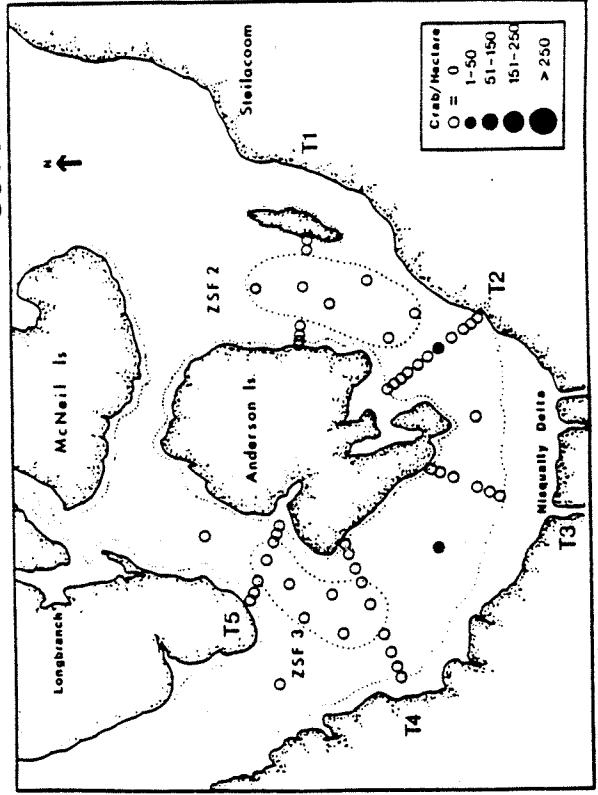 Steilacoom
N
T1
Crab/Hectare
= 0
1-50
51-150
151-250
> 250
McNeil Is
ZSF 2
Anderson Is.
T2
Nisqually Delta
T3
Longbranch
T5
ZSF 3
T4